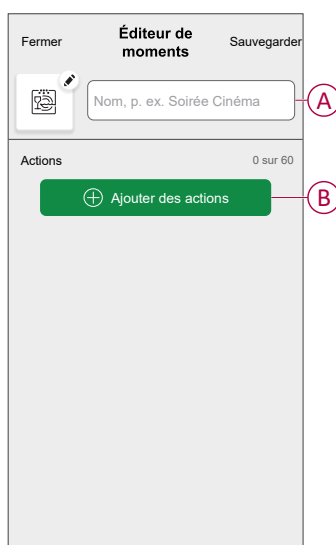 Fermer
Éditeur de
moments
Sauvegarder
Nom, p. ex. Soirée Cinéma
A
Actions
0 sur 60
Ajouter des actions
B